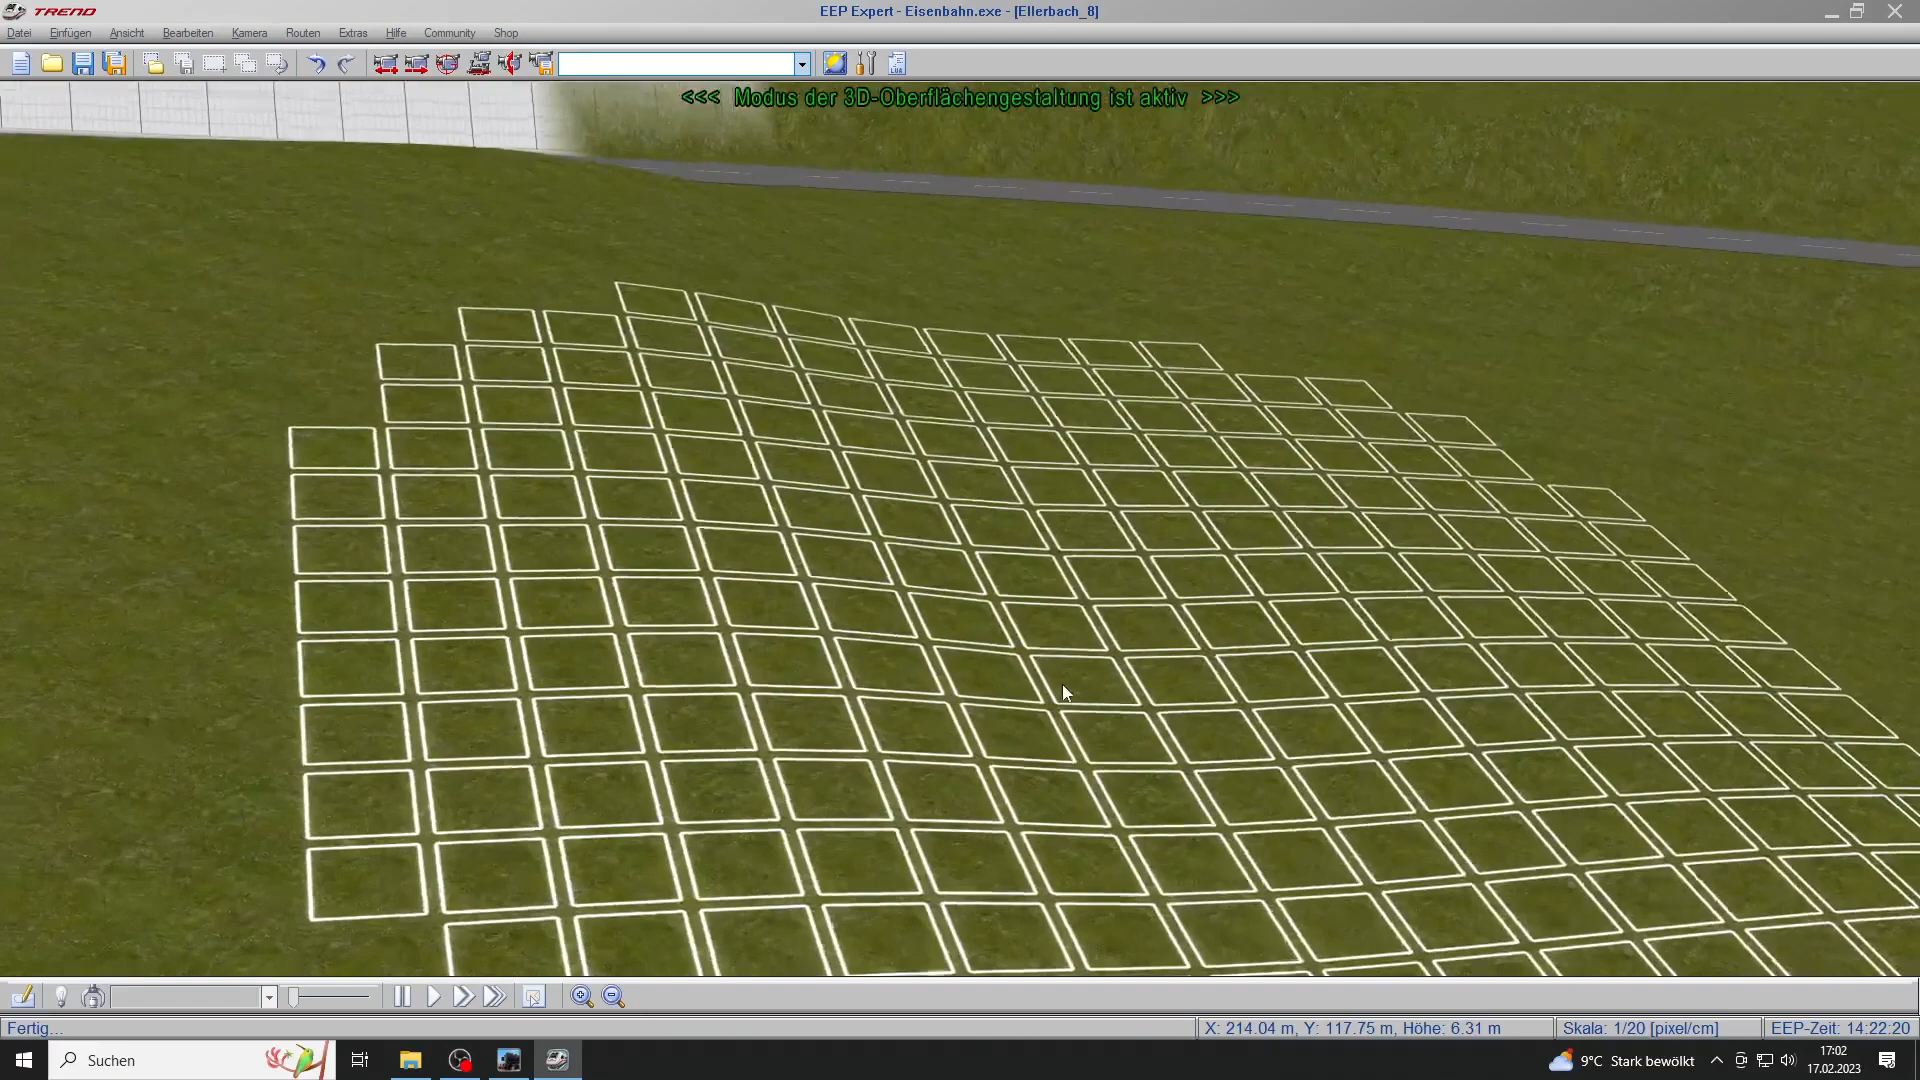 TREND
EEP Expert - Eisenbahn.exe - [Ellerbach_8]
Datei Einfügen Ansicht Bearbeiten Kamera Routen Extras Hilfe Community Shop
LUA
<<< Modus der 3D-Oberflächengestaltung ist aktiv >>>
Fertig...
X: 214.04 m, Y: 117.75 m, Höhe: 6.31 m
Skala: 1/20 [pixel/cm]
EEP-Zeit: 14:22:20
Suchen
9°C Stark bewölkt
17:02
17.02.2023